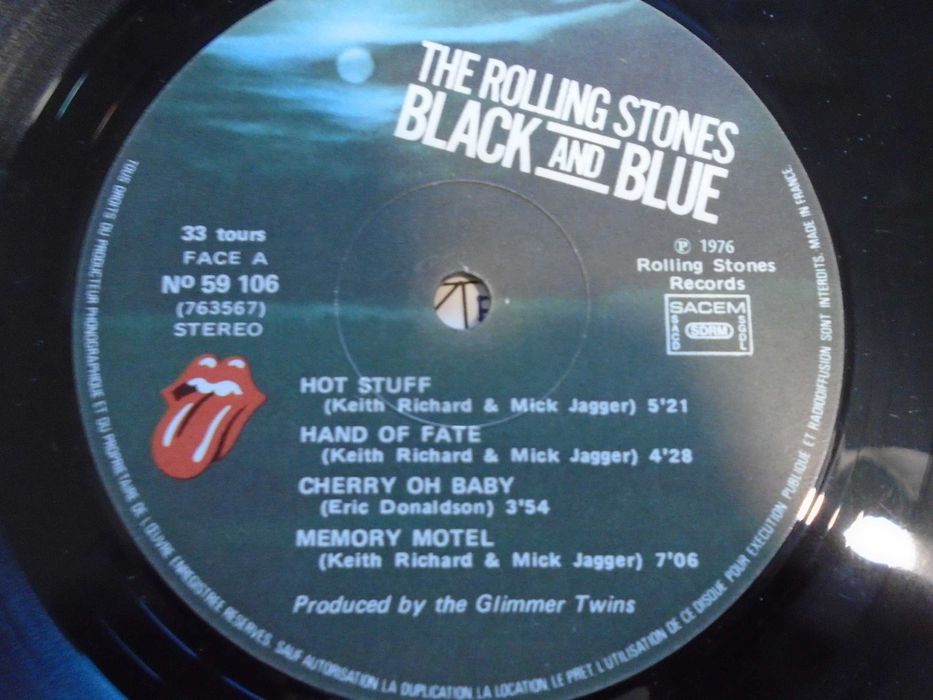 THE ROLLING STONES
BLACK AND BLUE
33 tours
FACE A
Nº 59 106
(763567)
STEREO
℗ 1976
Rolling Stones
Records
SACEM
SACD SDRM SGDL
HOT STUFF
(Keith Richard & Mick Jagger) 5'21
HAND OF FATE
(Keith Richard & Mick Jagger) 4'28
CHERRY OH BABY
(Eric Donaldson) 3'54
MEMORY MOTEL
(Keith Richard & Mick Jagger) 7'06
Produced by the Glimmer Twins
TOUS DROITS DU PRODUCTEUR PHONOGRAPHIQUE ET DU PROPRIETAIRE DE L'ŒUVRE ENREGISTREE RESERVES. SAUF AUTORISATION LA DUPLICATION, LA LOCATION, LE PRET, L'UTILISATION DE CE DISQUE POUR EXECUTION PUBLIQUE ET RADIODIFFUSION SONT INTERDITS. MADE IN FRANCE.